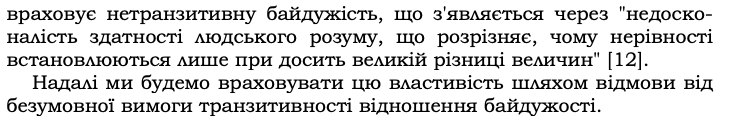 враховує нетранзитивну байдужість, що з'являється через "недоско-
налість здатності людського розуму, що розрізняє, чому нерівності
встановлюються лише при досить великій різниці величин" [12].
Надалі ми будемо враховувати цю властивість шляхом відмови від
безумовної вимоги транзитивності відношення байдужості.